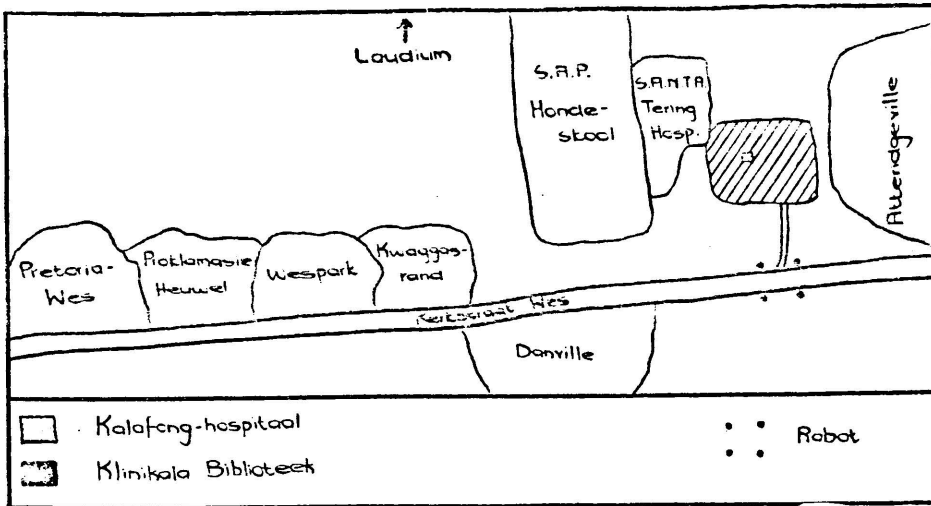 Laudium
S.A.P.
Honde-
skool
S.A.N.T.A.
Tering
Hosp.
Atteridgeville
Pretoria-
Wes
Proklamasie
Heuwel
Wespark
Kwaggas-
rand
Kerkstraat Wes
Danville
Kalafong-hospitaal
Klinikala Biblioteek
Robot